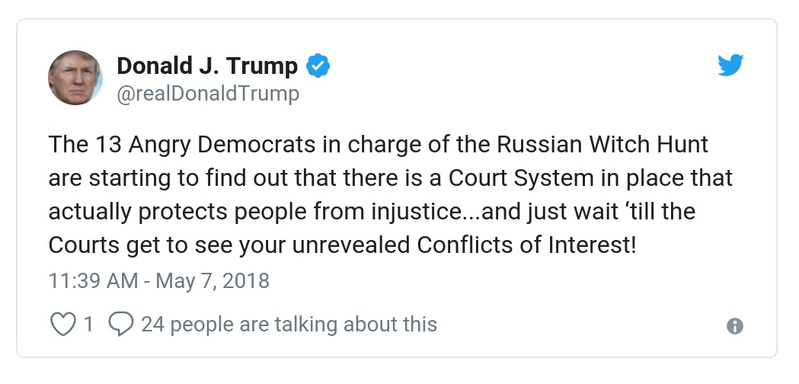 Donald J. Trump
@realDonaldTrump
The 13 Angry Democrats in charge of the Russian Witch Hunt
are starting to find out that there is a Court System in place that
actually protects people from injustice...and just wait ‘till the
Courts get to see your unrevealed Conflicts of Interest!
11:39 AM - May 7, 2018
1 24 people are talking about this